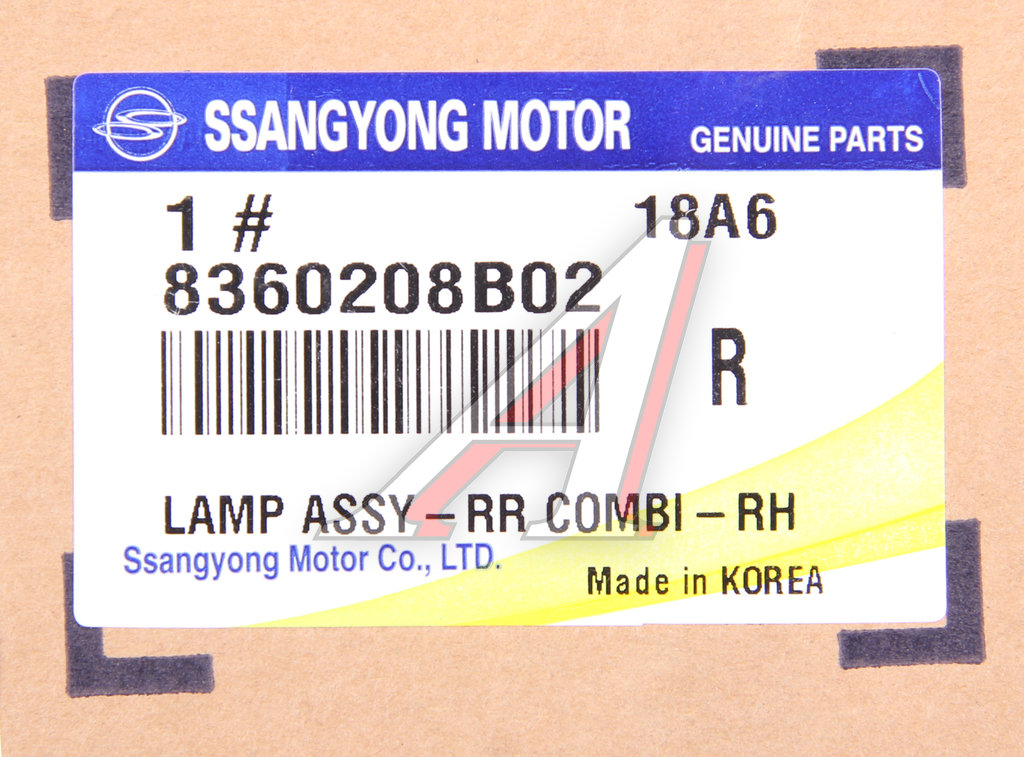 SSANGYONG MOTOR GENUINE PARTS
1 # 18A6
8360208B02
R
LAMP ASSY-RR COMBI-RH
Ssangyong Motor Co., LTD.
Made in KOREA